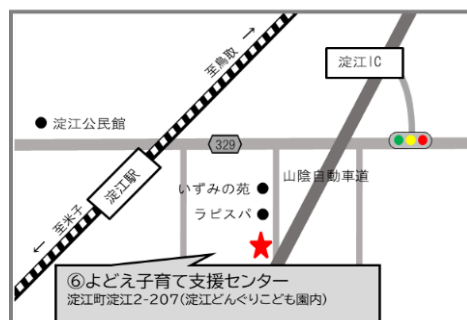 至鳥取
淀江IC
淀江公民館
329
淀江駅
いずみの苑
山陰自動車道
ラピスパ
至米子
⑥よどえ子育て支援センター
淀江町淀江2-207(淀江どんぐりこども園内)